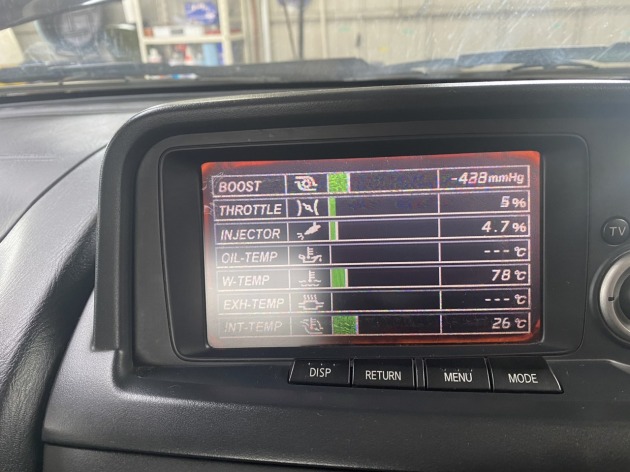 BOOST -438mmHg
THROTTLE 5%
INJECTOR 4.7%
OIL-TEMP ---℃
W-TEMP 78℃
EXH-TEMP ---℃
INT-TEMP 26℃
TV
DISP RETURN MENU MODE